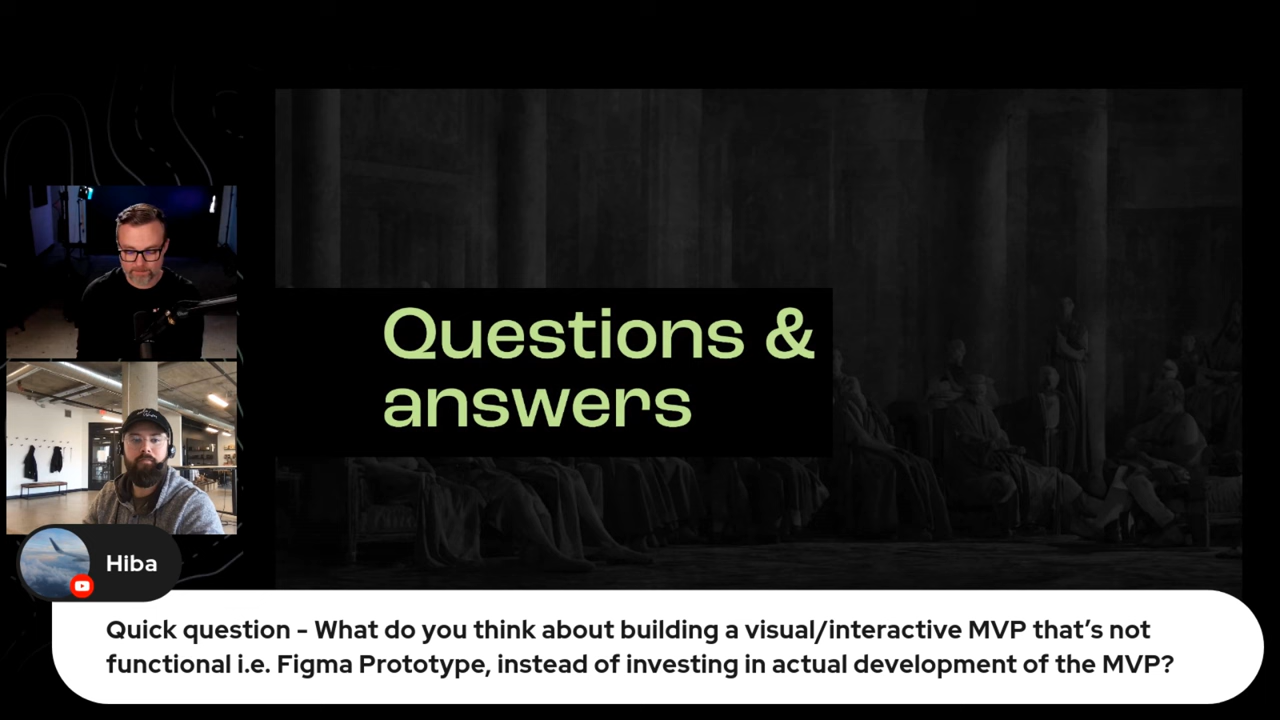 Questions &
answers
Hiba
Quick question - What do you think about building a visual/interactive MVP that’s not
functional i.e. Figma Prototype, instead of investing in actual development of the MVP?